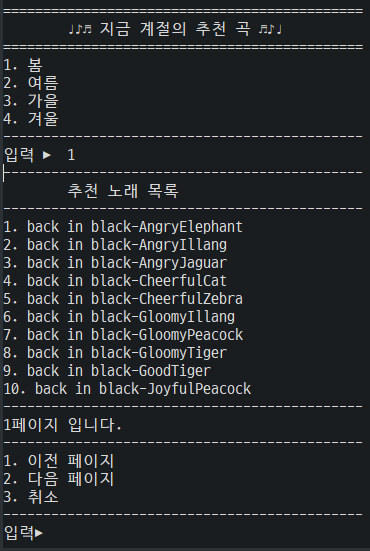 =============================================
♩♪♬ 지금 계절의 추천 곡 ♬♪♩
=============================================
1. 봄
2. 여름
3. 가을
4. 겨울
---------------------------------------------
입력 ▶ 1
---------------------------------------------
추천 노래 목록
---------------------------------------------
1. back in black-AngryElephant
2. back in black-AngryIllang
3. back in black-AngryJaguar
4. back in black-CheerfulCat
5. back in black-CheerfulZebra
6. back in black-GloomyIllang
7. back in black-GloomyPeacock
8. back in black-GloomyTiger
9. back in black-GoodTiger
10. back in black-JoyfulPeacock
---------------------------------------------
1페이지 입니다.
---------------------------------------------
1. 이전 페이지
2. 다음 페이지
3. 취소
---------------------------------------------
입력▶